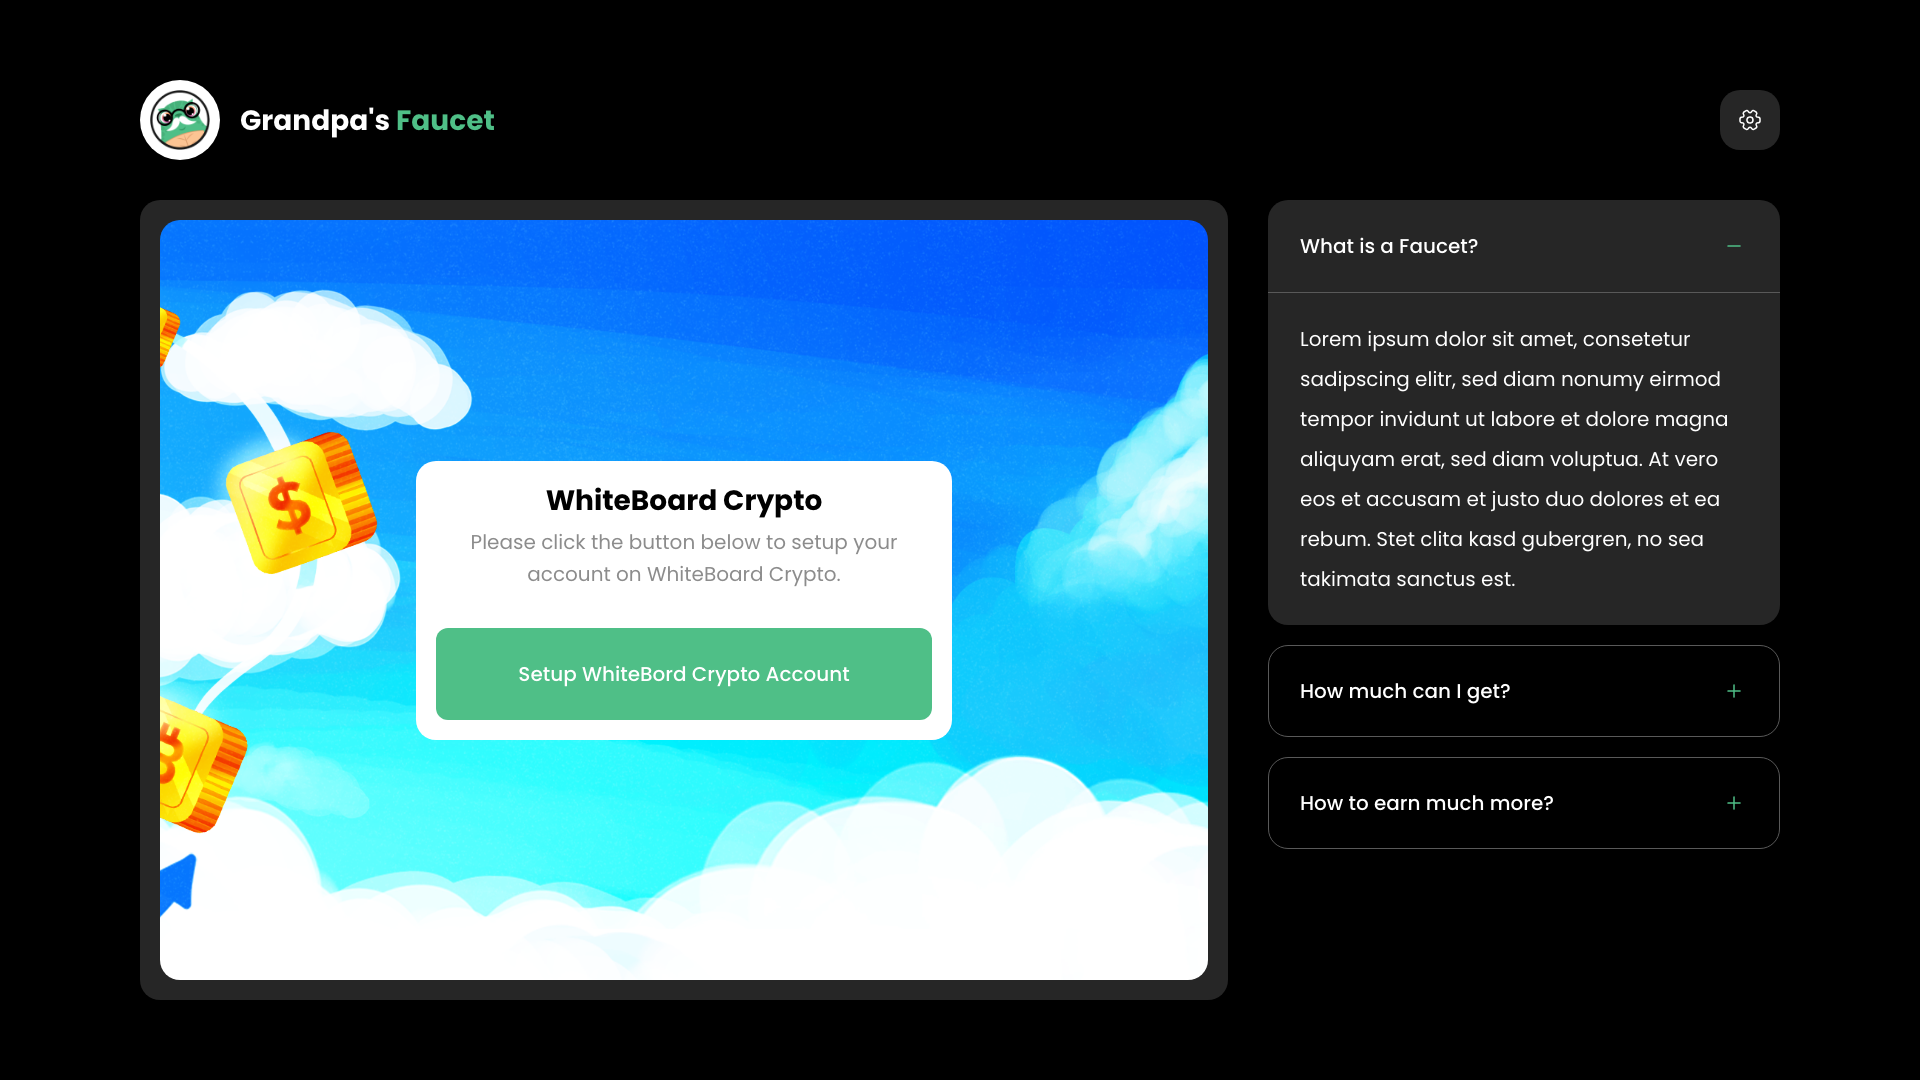 Grandpa's Faucet
WhiteBoard Crypto
Please click the button below to setup your
account on WhiteBoard Crypto.
Setup WhiteBord Crypto Account
What is a Faucet?
Lorem ipsum dolor sit amet, consetetur
sadipscing elitr, sed diam nonumy eirmod
tempor invidunt ut labore et dolore magna
aliquyam erat, sed diam voluptua. At vero
eos et accusam et justo duo dolores et ea
rebum. Stet clita kasd gubergren, no sea
takimata sanctus est.
How much can I get?
How to earn much more?